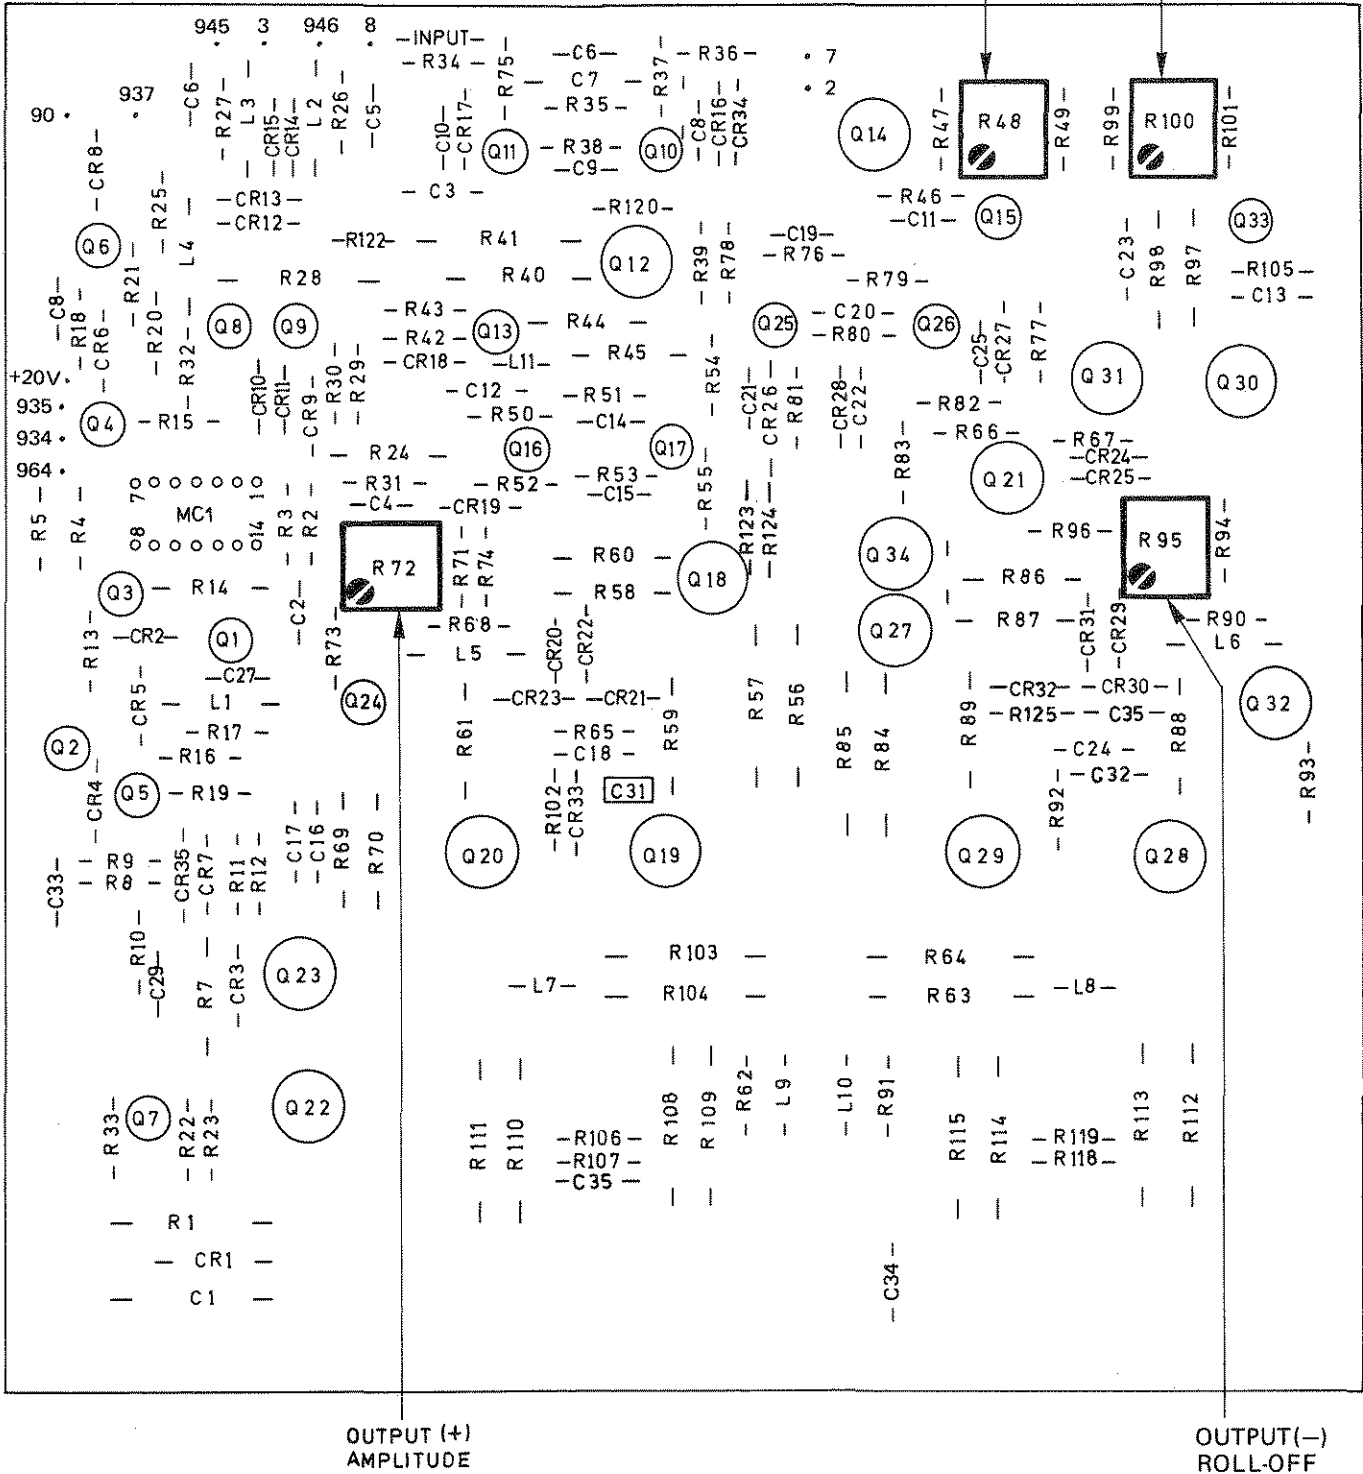 945 3 946 8
-INPUT-
-R34-
-R75-
-C6-
C7
-R35-
-R37-
-R36-
7
2
90
937
-C6-
-R27-
L3
-CR15-
-CR14-
L2
-R26-
-C5-
-C10-
-CR17-
Q11
-R38-
-C9-
Q10
-C8-
-CR16-
-CR34-
Q14
-R47-
R48
-R49-
-R99-
R100
-R101-
-CR8-
-R25-
-CR13-
-CR12-
-C3-
-R120-
-R46-
-C11-
Q15
Q33
Q6
-R21-
L4
-R122-
R41
R40
Q12
-R39-
-R78-
-C19-
-R76-
-R79-
-C23-
-R98-
-R97-
-R105-
-C13-
R28
-C8-
-R18-
-CR6-
-R20-
-R32-
Q8
Q9
-R43-
-R42-
-CR18-
Q13
-R44-
-R45-
-L11-
-R54-
Q25
-C20-
-R80-
Q26
-C25-
-CR27-
-R77-
Q31
Q30
+20V
935
934
964
Q4
-R15-
-CR10-
-CR11-
-CR9-
-R30-
-R29-
-C12-
-R50-
-R51-
-C14-
-C21-
-CR26-
-R81-
-CR28-
-C22-
-R82-
-R66-
-R67-
-CR24-
-CR25-
-R24-
Q16
Q17
-R83-
Q21
-R5-
-R4-
7 1
MC1
8 14
-R3-
-R2-
-R31-
-C4-
-R52-
-CR19-
-R53-
-C15-
-R55-
-R123-
-R124-
R72
-R71-
-R74-
R60
-R58-
Q18
Q34
-R96-
R95
-R94-
Q3
-R14-
-C2-
R86
-R87-
-R13-
-CR2-
Q1
-R73-
-R68-
L5
-CR20-
-CR22-
Q27
-CR31-
-CR29-
-R90-
L6
-C27-
-CR5-
L1
-R17-
-R16-
Q24
R61
-CR23-
-CR21-
R59
R57
R56
R85
R84
R89
-CR32-
-CR30-
-R125-
-C35-
R88
Q32
Q2
-R65-
-C18-
-C24-
-C32-
-R93-
-CR4-
Q5
-R19-
-R102-
-CR33-
C31
-R92-
-C17-
-C16-
-R69-
-R70-
Q20
Q19
Q29
Q28
-C33-
-R9-
-R8-
-CR35-
-CR7-
-R11-
-R12-
-R10-
-C29-
R7
-CR3-
Q23
R103
R104
-L7-
R64
R63
-L8-
-R33-
Q7
-R22-
-R23-
Q22
R111
R110
-R106-
-R107-
-C35-
R108
R109
-R62-
-L9-
-L10-
-R91-
R115
R114
-R119-
-R118-
R113
R112
R1
CR1
C1
-C34-
OUTPUT (+)
AMPLITUDE
OUTPUT(-)
ROLL-OFF